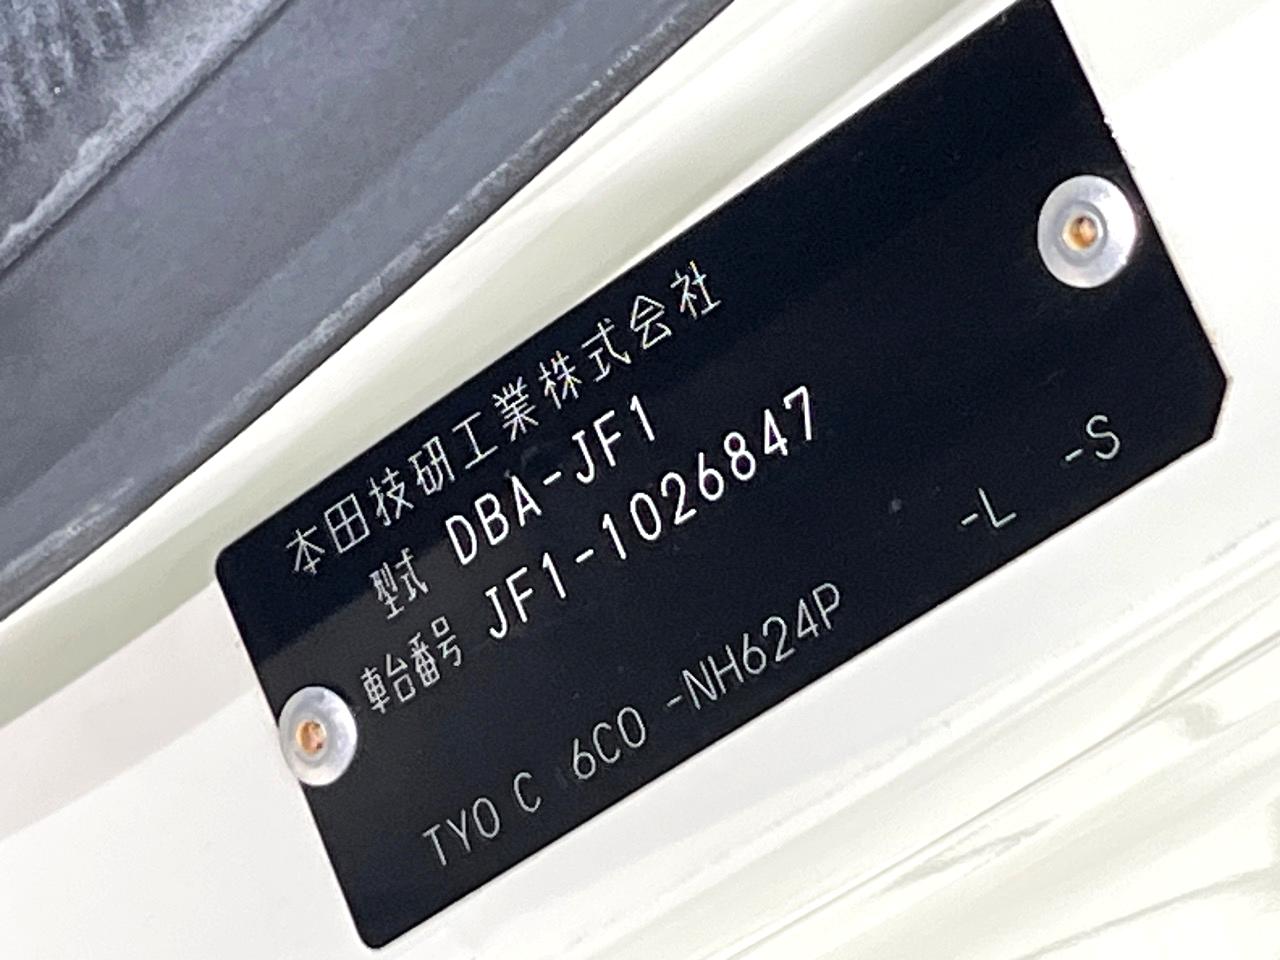 本田技研工業株式会社
型式 DBA-JF1
車台番号 JF1-1026847
TY0 C 6C0 -NH624P -L -S